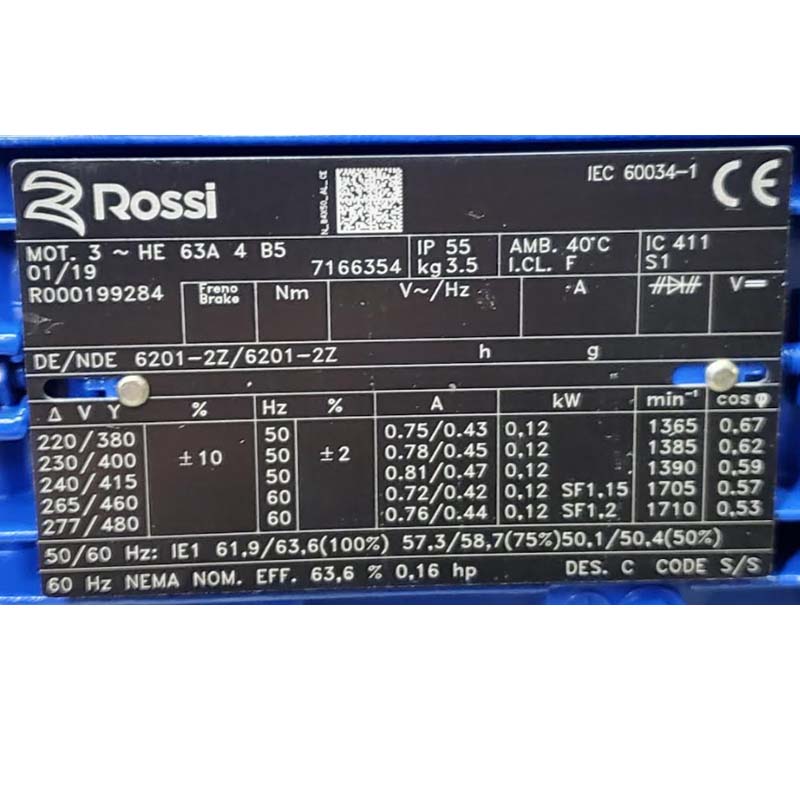 Rossi
N_B4X150_AL_CE
IEC 60034-1
CE
MOT. 3 ~ HE 63A 4 B5
01/19 7166354
IP 55
kg 3.5
AMB. 40°C
I.CL. F
IC 411
S1
R000199284
Freno
Brake
Nm
V~/Hz
A
V⎓
DE/NDE 6201-2Z/6201-2Z h g
Δ V Y % Hz % A kW min⁻¹ cos φ
220/380 50 0.75/0.43 0,12 1365 0,67
230/400 ±10 50 ±2 0.78/0.45 0,12 1385 0,62
240/415 50 0.81/0.47 0,12 1390 0,59
265/460 60 0.72/0.42 0,12 SF1,15 1705 0,57
277/480 60 0.76/0.44 0,12 SF1,2 1710 0,53
50/60 Hz: IE1 61,9/63,6(100%) 57,3/58,7(75%)50,1/50,4(50%)
60 Hz NEMA NOM. EFF. 63,6 % 0,16 hp DES. C CODE S/S